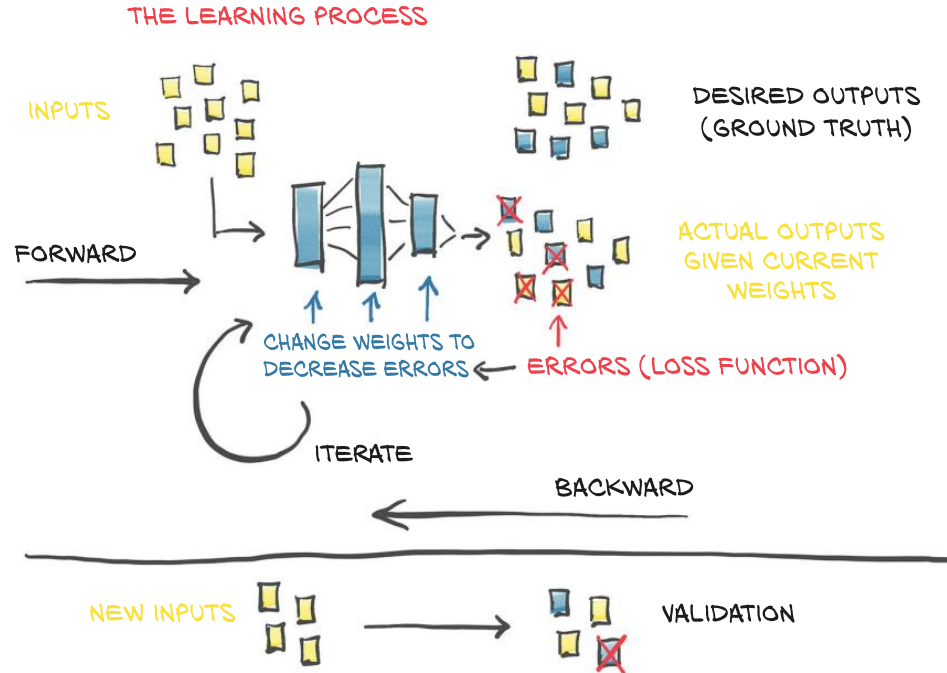 THE LEARNING PROCESS
INPUTS
DESIRED OUTPUTS
(GROUND TRUTH)
FORWARD
ACTUAL OUTPUTS
GIVEN CURRENT
WEIGHTS
CHANGE WEIGHTS TO
DECREASE ERRORS
ERRORS (LOSS FUNCTION)
ITERATE
BACKWARD
NEW INPUTS
VALIDATION